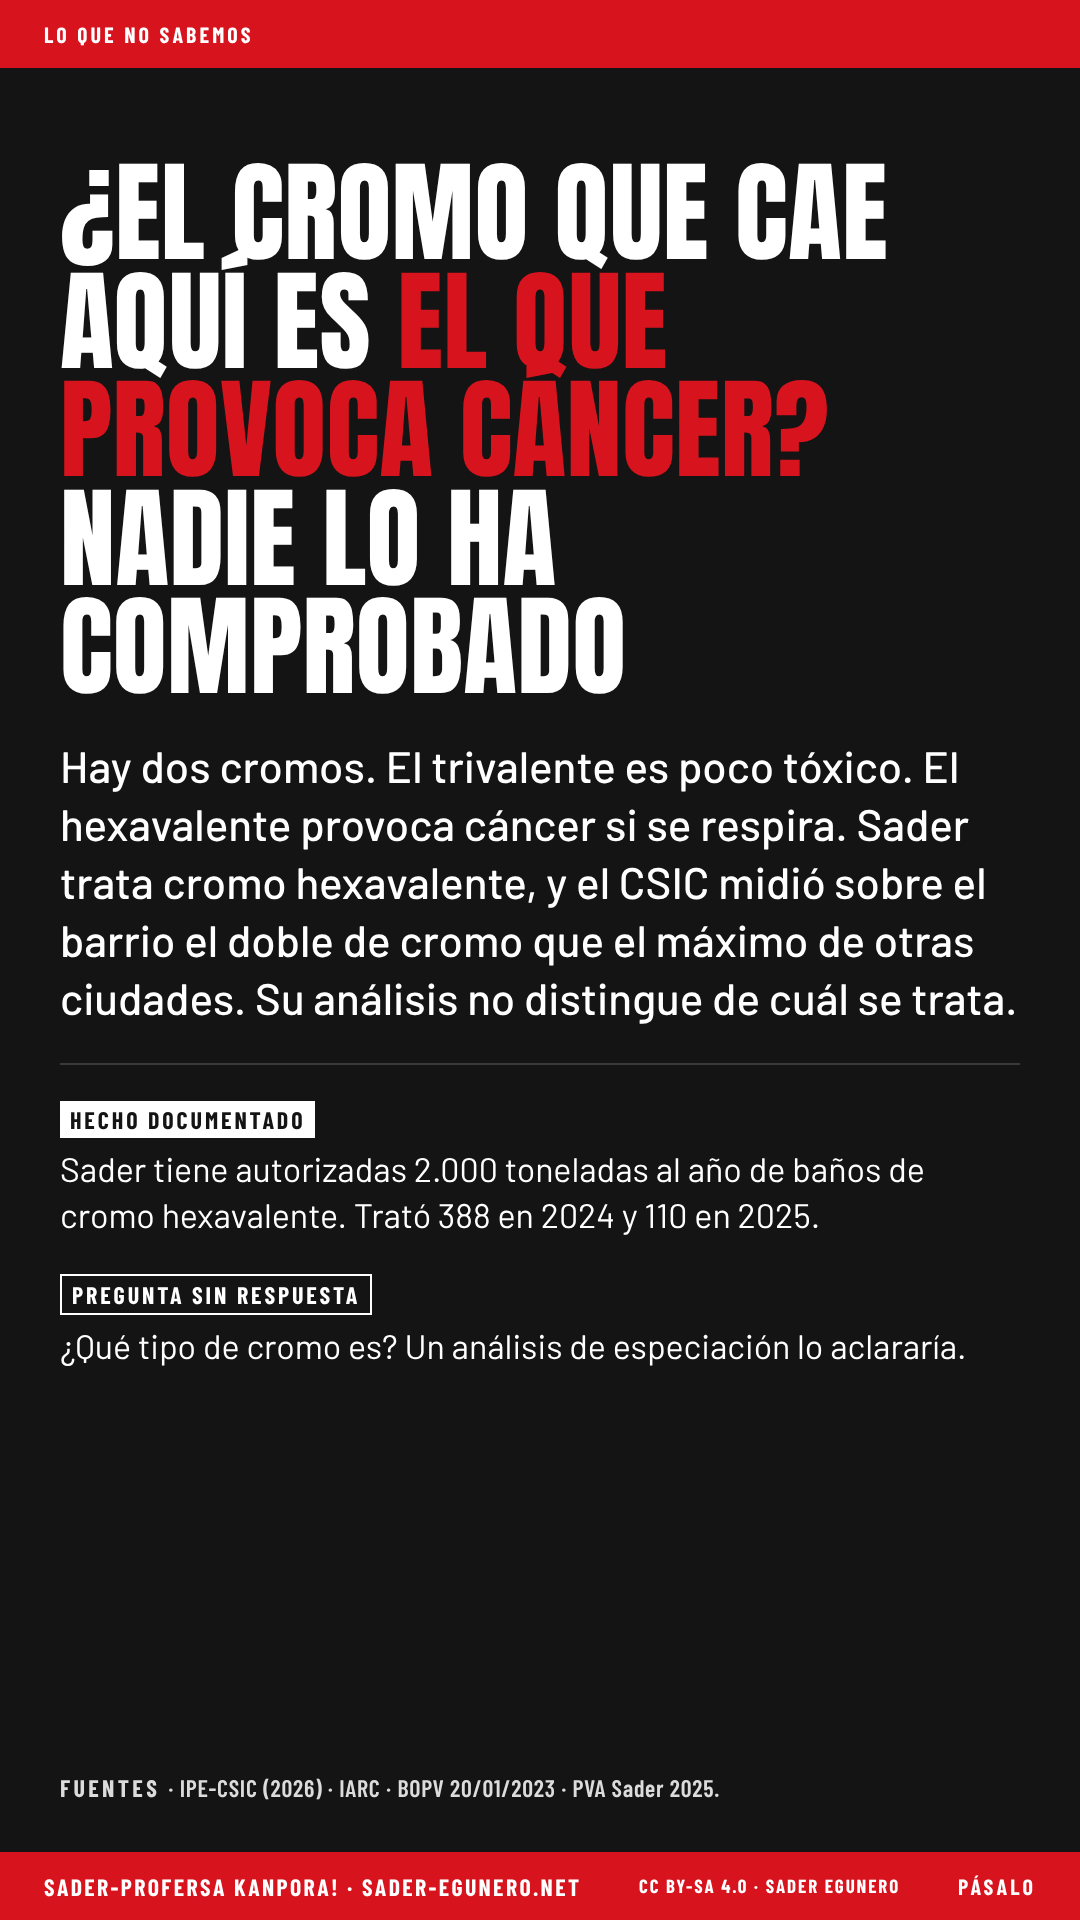 LO QUE NO SABEMOS
¿EL CROMO QUE CAE
AQUÍ ES EL QUE
PROVOCA CÁNCER?
NADIE LO HA
COMPROBADO
Hay dos cromos. El trivalente es poco tóxico. El
hexavalente provoca cáncer si se respira. Sader
trata cromo hexavalente, y el CSIC midió sobre el
barrio el doble de cromo que el máximo de otras
ciudades. Su análisis no distingue de cuál se trata.
HECHO DOCUMENTADO
Sader tiene autorizadas 2.000 toneladas al año de baños de
cromo hexavalente. Trató 388 en 2024 y 110 en 2025.
PREGUNTA SIN RESPUESTA
¿Qué tipo de cromo es? Un análisis de especiación lo aclararía.
FUENTES · IPE-CSIC (2026) · IARC · BOPV 20/01/2023 · PVA Sader 2025.
SADER-PROFERSA KANPORA! · SADER-EGUNERO.NET CC BY-SA 4.0 · SADER EGUNERO PÁSALO